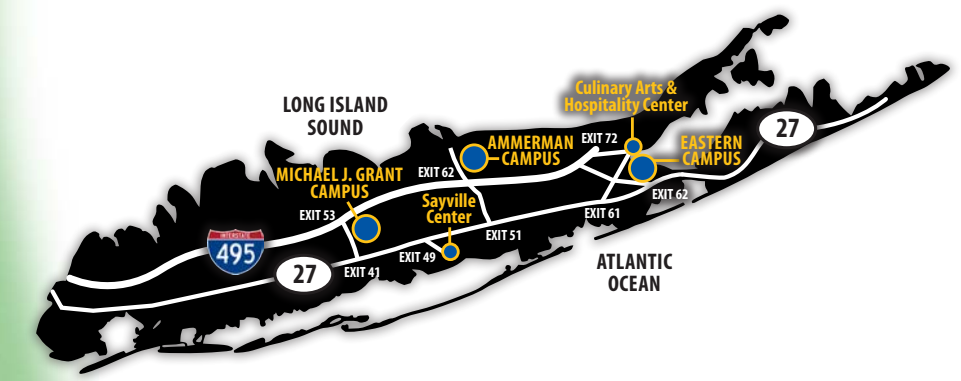 Culinary Arts &
Hospitality Center
LONG ISLAND
SOUND
27
EXIT 72
AMMERMAN
CAMPUS
EASTERN
CAMPUS
EXIT 62
MICHAEL J. GRANT
CAMPUS
EXIT 62
Sayville
Center
EXIT 53
EXIT 61
EXIT 51
INTERSTATE
495
EXIT 49
EXIT 41
27
ATLANTIC
OCEAN